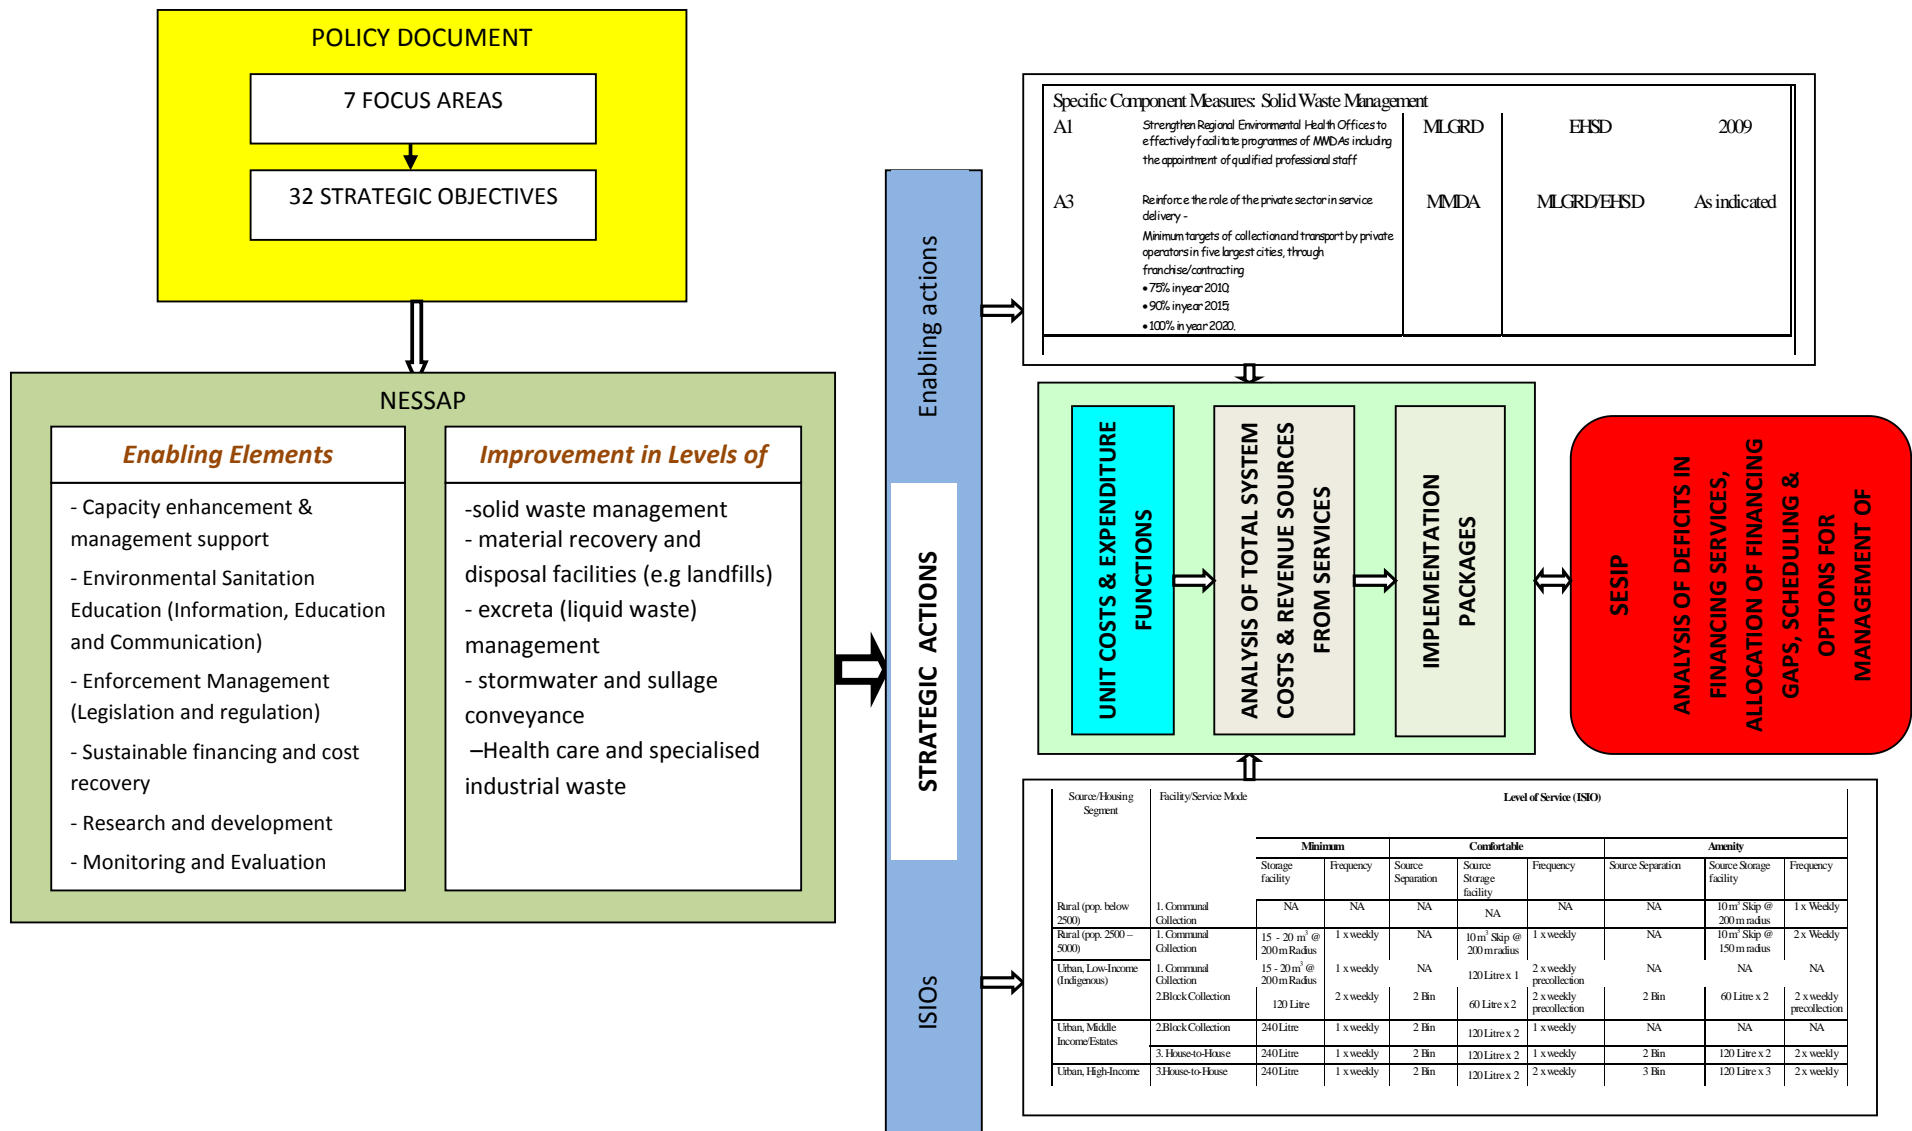 POLICY DOCUMENT
7 FOCUS AREAS
32 STRATEGIC OBJECTIVES
NESSAP
Enabling Elements
- Capacity enhancement &
management support
- Environmental Sanitation
Education (Information, Education
and Communication)
- Enforcement Management
(Legislation and regulation)
- Sustainable financing and cost
recovery
- Research and development
- Monitoring and Evaluation
Improvement in Levels of
-solid waste management
- material recovery and
disposal facilities (e.g landfills)
- excreta (liquid waste)
management
- stormwater and sullage
conveyance
–Health care and specialised
industrial waste
Enabling actions
STRATEGIC ACTIONS
ISIOs
Specific Component Measures: Solid Waste Management
A1 Strengthen Regional Environmental Health Offices to MLGRD EHSD 2009
effectively facilitate programmes of MMDAs including
the appointment of qualified professional staff
A3 Reinforce the role of the private sector in service MMDA MLGRD/EHSD As indicated
delivery -
Minimum targets of collection and transport by private
operators in five largest cities, through
franchise/contracting
• 75% in year 2010;
• 90% in year 2015;
• 100% in year 2020.
UNIT COSTS & EXPENDITURE
FUNCTIONS
ANALYSIS OF TOTAL SYSTEM
COSTS & REVENUE SOURCES
FROM SERVICES
IMPLEMENTATION
PACKAGES
SESIP
ANALYSIS OF DEFICITS IN
FINANCING SERVICES,
ALLOCATION OF FINANCING
GAPS, SCHEDULING &
OPTIONS FOR
MANAGEMENT OF
Source/Housing Facility/Service Mode Level of Service (ISIO)
Segment
Minimum Comfortable Amenity
Storage Frequency Source Source Frequency Source Separation Source Storage Frequency
facility Separation Storage facility
facility
Rural (pop. below 1. Communal NA NA NA NA NA NA 10 m³ Skip @ 1 x Weekly
2500) Collection 200 m radius
Rural (pop. 2500 – 1. Communal 15 - 20 m³ @ 1 x weekly NA 10 m³ Skip @ 1 x weekly NA 10 m³ Skip @ 2 x Weekly
5000) Collection 200 m Radius 200 m radius 150 m radius
Urban, Low-Income 1. Communal 15 - 20 m³ @ 1 x weekly NA 120 Litre x 1 2 x weekly NA NA NA
(Indigenous) Collection 200 m Radius precollection
2.Block Collection 120 Litre 2 x weekly 2 Bin 60 Litre x 2 2 x weekly 2 Bin 60 Litre x 2 2 x weekly
precollection precollection
Urban, Middle 2.Block Collection 240 Litre 1 x weekly 2 Bin 120 Litre x 2 1 x weekly NA NA NA
Income/Estates
3. House-to-House 240 Litre 1 x weekly 2 Bin 120 Litre x 2 1 x weekly 2 Bin 120 Litre x 2 2 x weekly
Urban, High-Income 3.House-to-House 240 Litre 1 x weekly 2 Bin 120 Litre x 2 2 x weekly 3 Bin 120 Litre x 3 2 x weekly